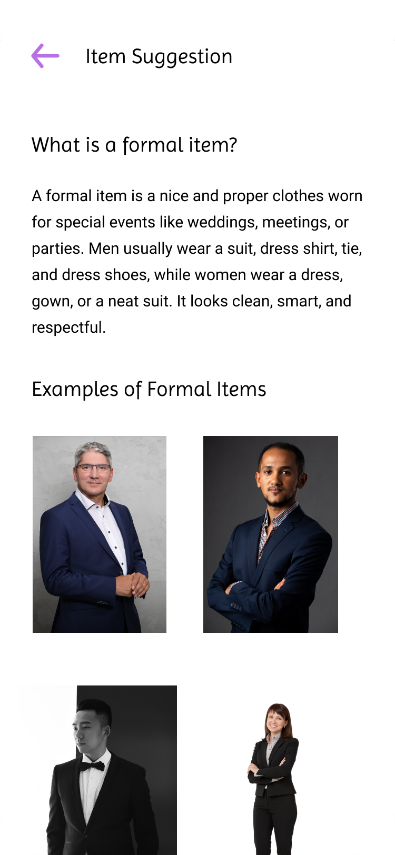 Item Suggestion
What is a formal item?
A formal item is a nice and proper clothes worn
for special events like weddings, meetings, or
parties. Men usually wear a suit, dress shirt, tie,
and dress shoes, while women wear a dress,
gown, or a neat suit. It looks clean, smart, and
respectful.
Examples of Formal Items